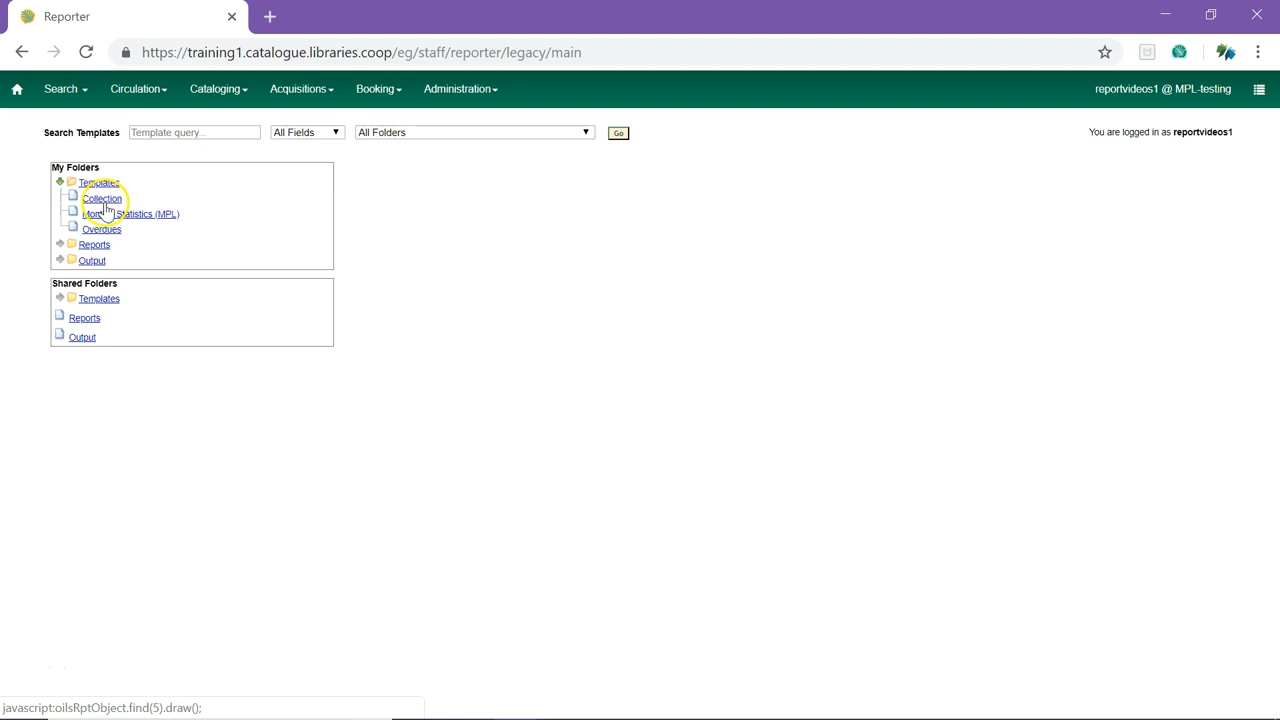 Reporter
https://training1.catalogue.libraries.coop/eg/staff/reporter/legacy/main
Search Circulation Cataloging Acquisitions Booking Administration reportvideos1 @ MPL-testing
Search Templates Template query... All Fields All Folders Go You are logged in as reportvideos1
My Folders
Templates
Collection
Statistics (MPL)
Overdues
Reports
Output
Shared Folders
Templates
Reports
Output
javascript:oilsRptObject.find(5).draw();